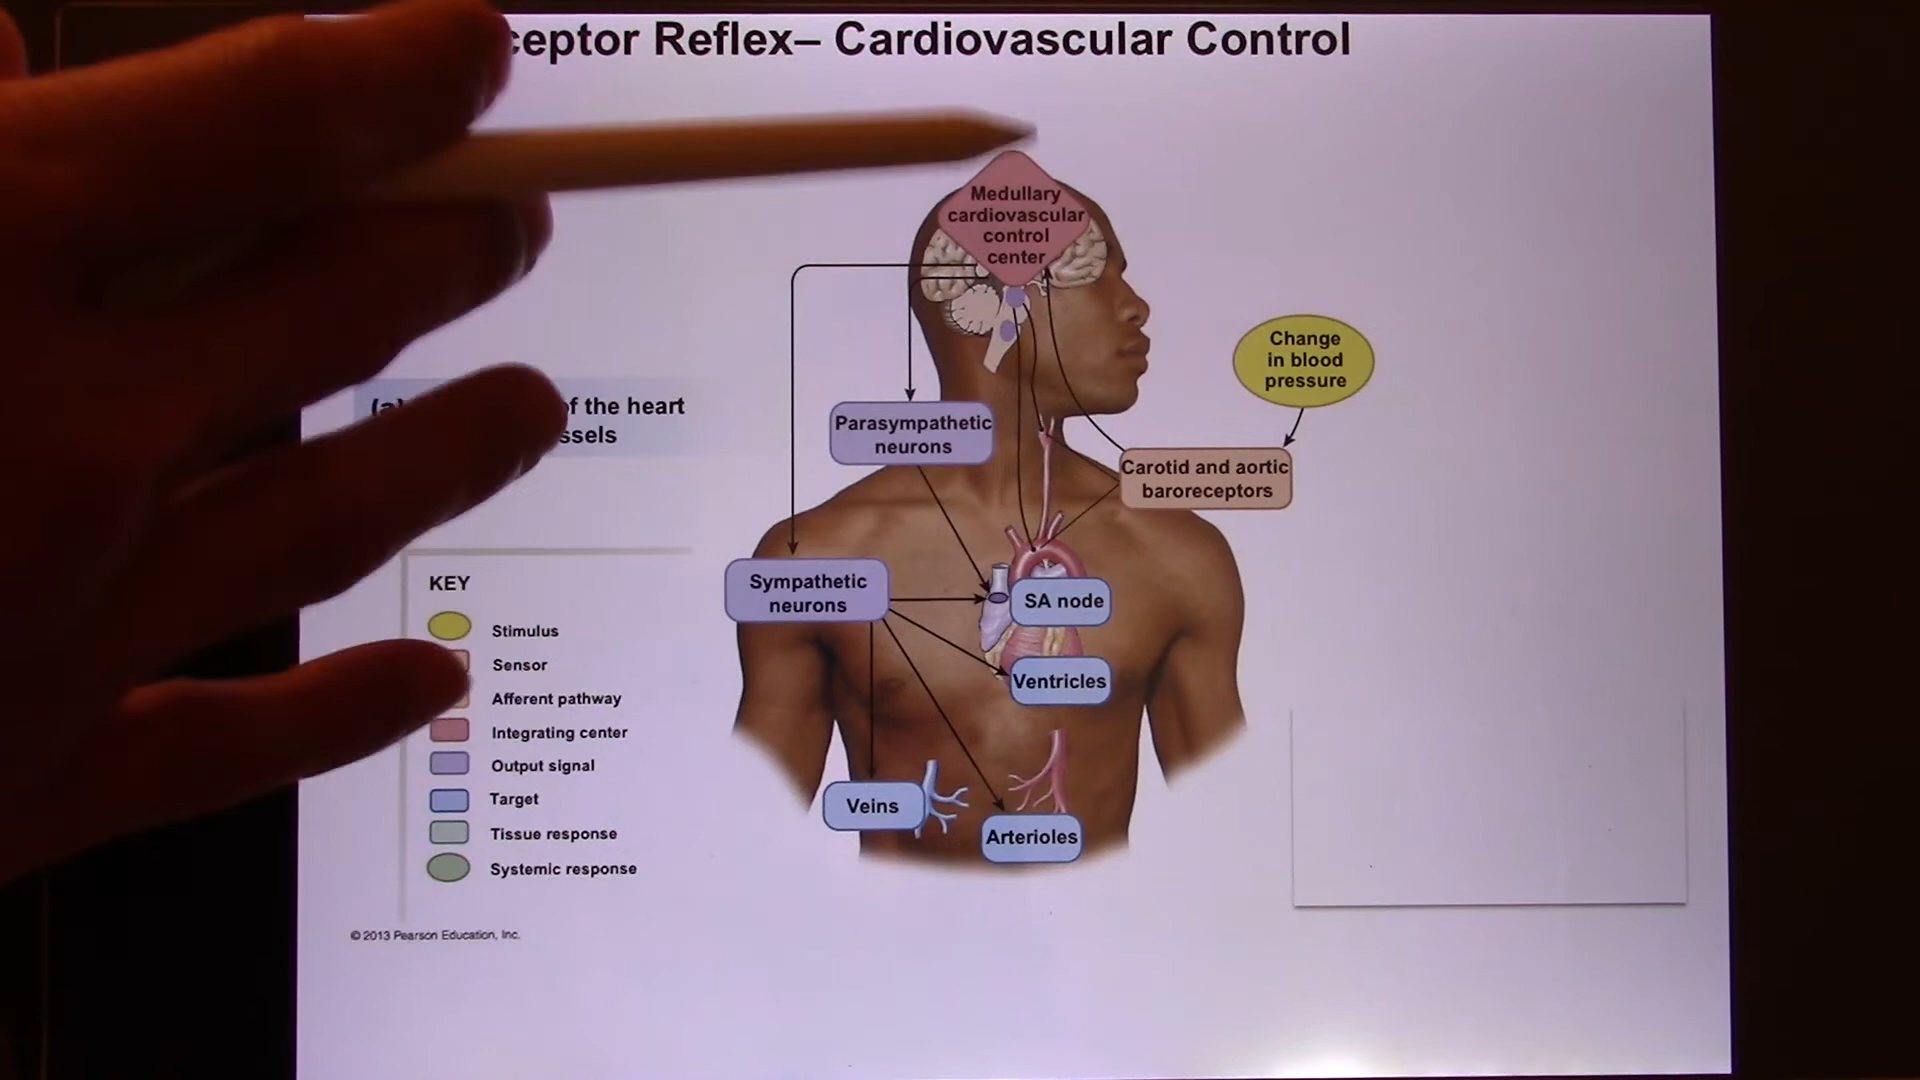 ceptor Reflex– Cardiovascular Control
Medullary
cardiovascular
control
center
Change
in blood
pressure
(a) of the heart
ssels
Parasympathetic
neurons
Carotid and aortic
baroreceptors
Sympathetic
neurons
SA node
Ventricles
Veins
Arterioles
KEY
Stimulus
Sensor
Afferent pathway
Integrating center
Output signal
Target
Tissue response
Systemic response
© 2013 Pearson Education, Inc.